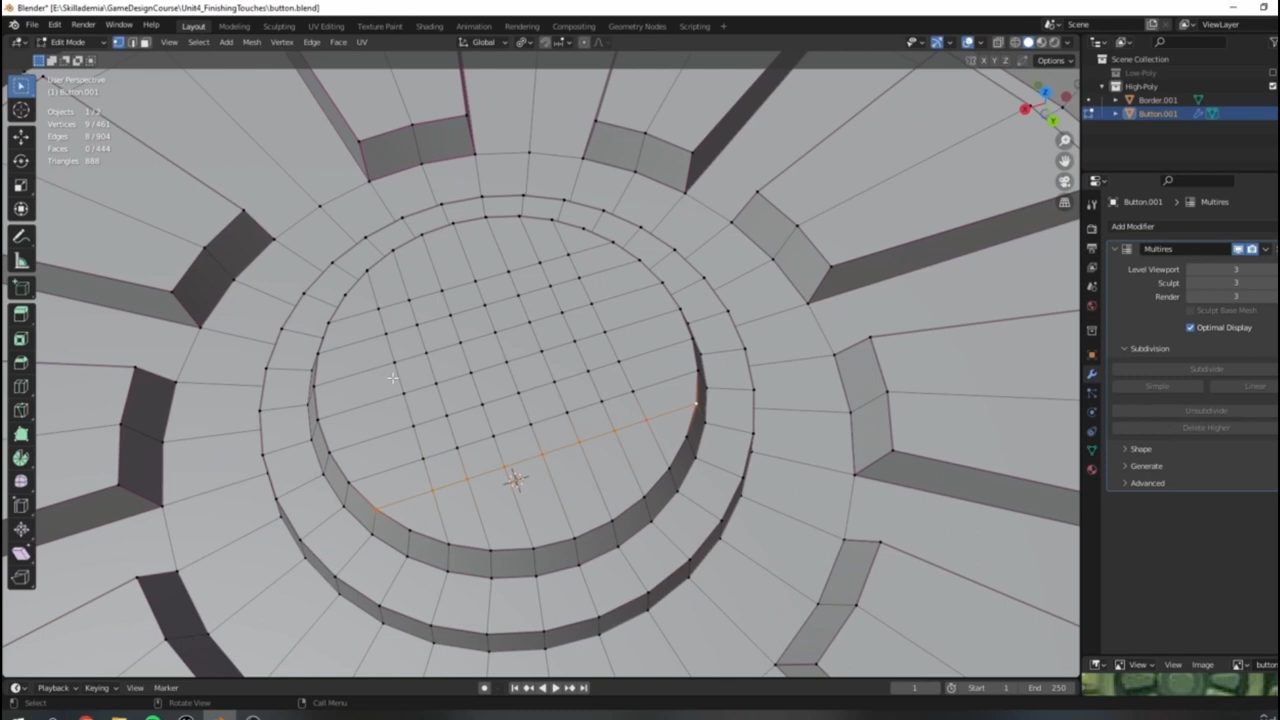 Blender* [E:\Skillademia\GameDesignCourse\Unit4_FinishingTouches\button.blend]
File Edit Render Window Help Layout Modeling Sculpting UV Editing Texture Paint Shading Animation Rendering Compositing Scripting + Scene ViewLayer
Edit Mode View Select Add Mesh Vertex Edge Face UV Global
X Y Z Options
User Perspective
(1) Button.001
Objects 1/2
Vertices 9/461
Edges 8/904
Faces 0/444
Triangles 888
Z
X
Y
Scene Collection
Low-Poly
High-Poly
Border.001
Button.001
Button.001 > Multires
Add Modifier
Multires
Level Viewport 3
Sculpt 3
Render 3
Sculpt Base Mesh
Optimal Display
Subdivision
Subdivide
Simple Linear
Unsubdivide
Delete Higher
Shape
Generate
Advanced
View View Image button
Playback Keying View Marker 1 Start 1 End 250
Select Rotate View Call Menu